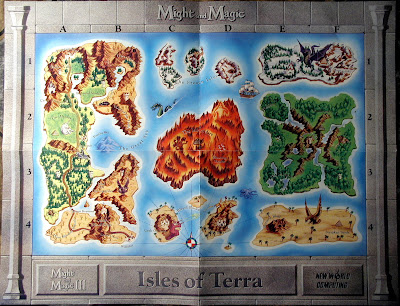 Might and Magic
A B C D E F
1 1
2 2
3 3
4 4
Might
Magic III
Isles of Terra
NEW WORLD
COMPUTING